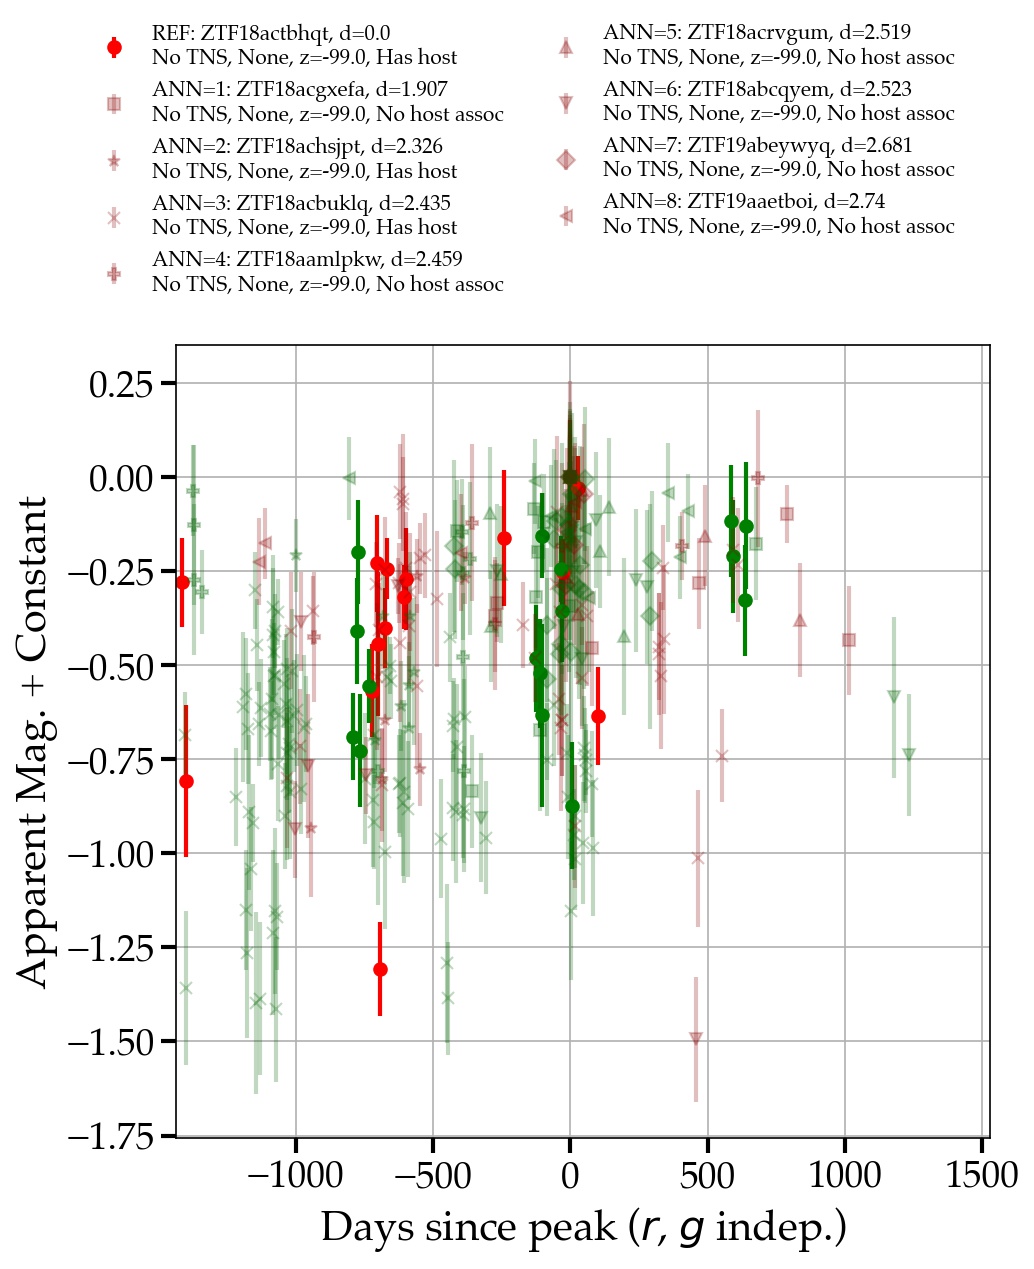 REF: ZTF18actbhqt, d=0.0
No TNS, None, z=-99.0, Has host
ANN=1: ZTF18acgxefa, d=1.907
No TNS, None, z=-99.0, No host assoc
ANN=2: ZTF18achsjpt, d=2.326
No TNS, None, z=-99.0, Has host
ANN=3: ZTF18acbuklq, d=2.435
No TNS, None, z=-99.0, Has host
ANN=4: ZTF18aamlpkw, d=2.459
No TNS, None, z=-99.0, No host assoc
ANN=5: ZTF18acrvgum, d=2.519
No TNS, None, z=-99.0, No host assoc
ANN=6: ZTF18abcqyem, d=2.523
No TNS, None, z=-99.0, No host assoc
ANN=7: ZTF19abeywyq, d=2.681
No TNS, None, z=-99.0, No host assoc
ANN=8: ZTF19aaetboi, d=2.74
No TNS, None, z=-99.0, No host assoc
Apparent Mag. + Constant
0.25
0.00
−0.25
−0.50
−0.75
−1.00
−1.25
−1.50
−1.75
−1000
−500
0
500
1000
1500
Days since peak (r, g indep.)